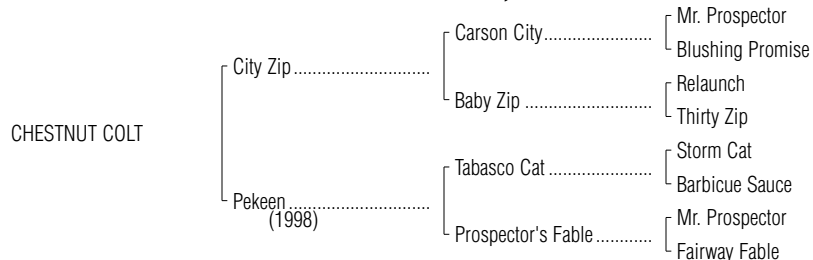 Mr. Prospector
Carson City..........................
Blushing Promise
City Zip.................................
Relaunch
Baby Zip ..............................
Thirty Zip
CHESTNUT COLT
Storm Cat
Tabasco Cat .........................
Barbicue Sauce
Pekeen..................................
(1998)
Mr. Prospector
Prospector's Fable .............
Fairway Fable